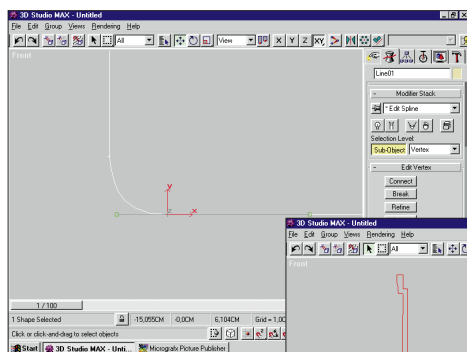 3D Studio MAX - Untitled
File Edit Group Views Rendering Help
All View X Y Z XY
Front
Line01
- Modifier Stack
* Edit Spline
Selection Level:
Sub-Object Vertex
- Edit Vertex
Connect
Break
Refine
y
z x
3D Studio MAX - Untitled
File Edit Group Views Rendering Help
All
Front
1 / 100
1 Shape Selected -15,055CM -0,0CM 6,104CM Grid = 1,0C
Click or click-and-drag to select objects
Start 3D Studio MAX - Unti... Micrografx Picture Publisher